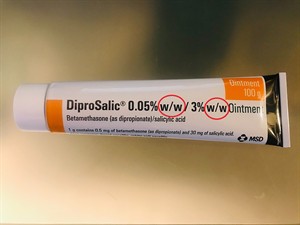 Ointment
100 g
DiproSalic® 0.05% w/w / 3% w/w Ointment
Betamethasone (as dipropionate)/salicylic acid
1 g contains 0.5 mg of betamethasone (as dipropionate) and 30 mg of salicylic acid.
MSD